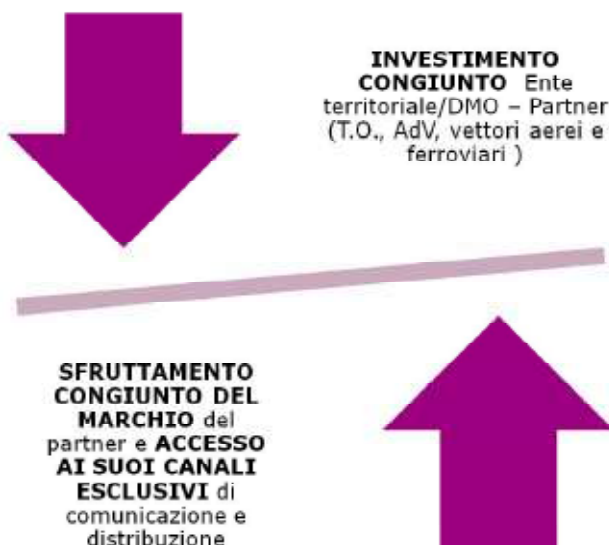 INVESTIMENTO
CONGIUNTO Ente
territoriale/DMO – Partner
(T.O., AdV, vettori aerei e
ferroviari )
SFRUTTAMENTO
CONGIUNTO DEL
MARCHIO del
partner e ACCESSO
AI SUOI CANALI
ESCLUSIVI di
comunicazione e
distribuzione